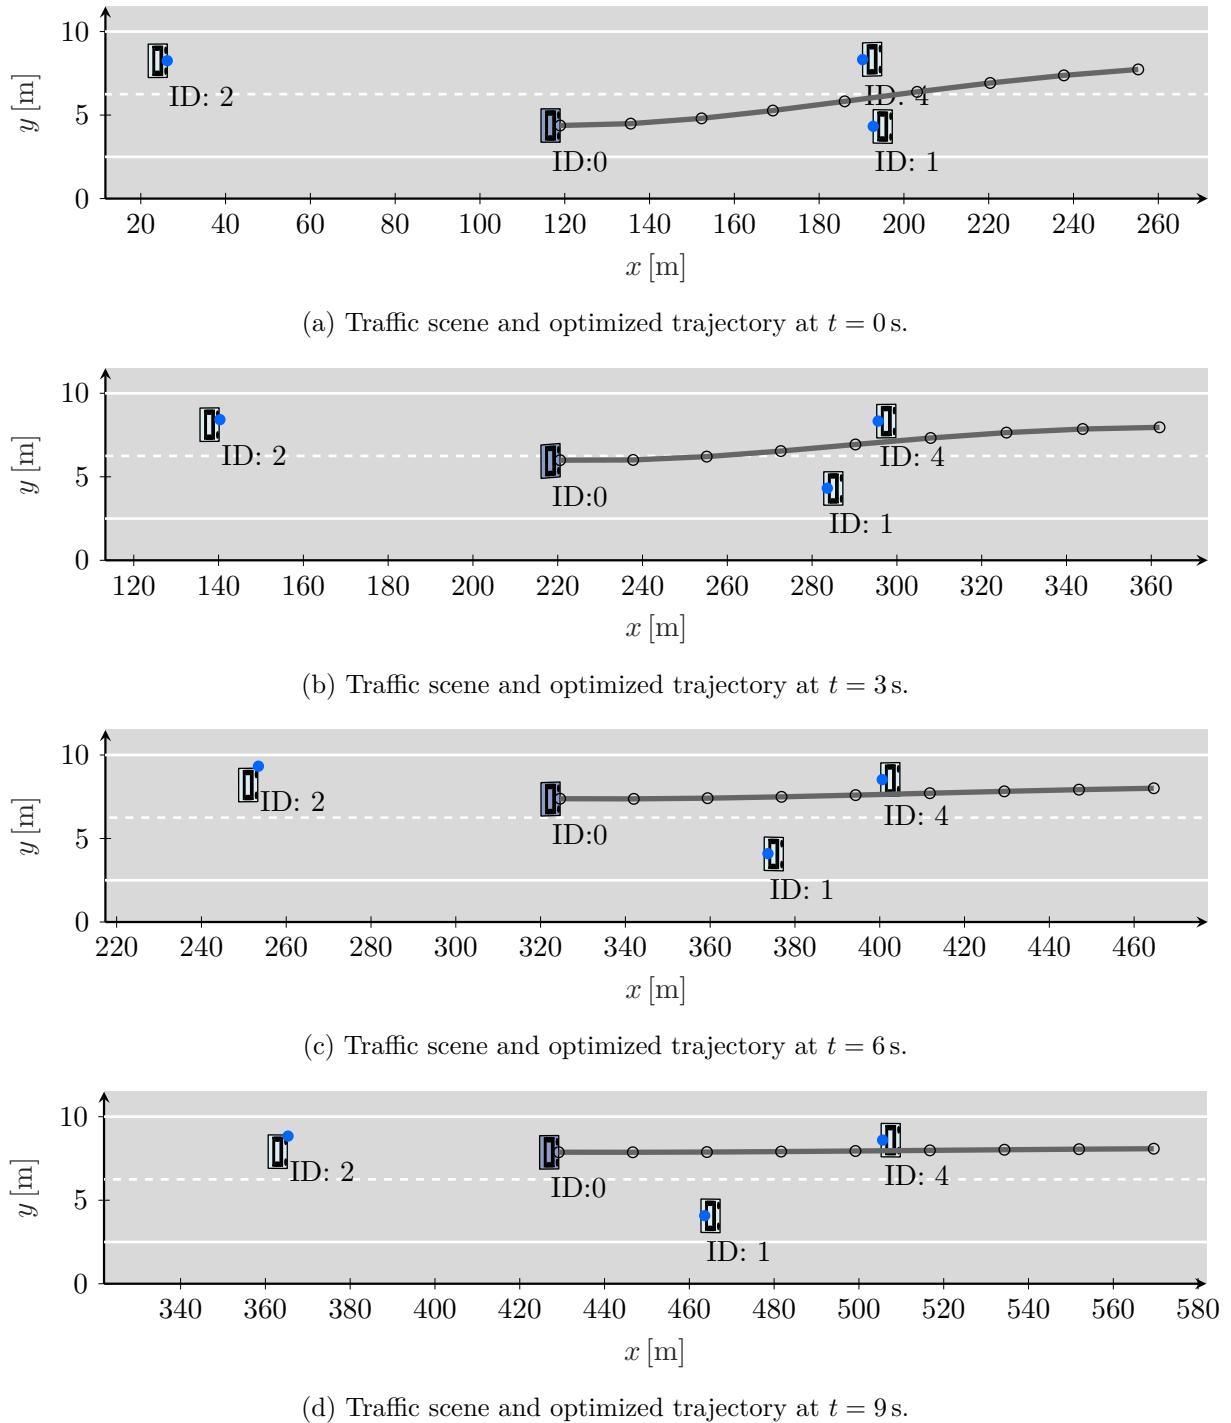 10
ID: 2
ID: 4
y [m]
5
ID:0
ID: 1
0
20 40 60 80 100 120 140 160 180 200 220 240 260
x [m]
(a) Traffic scene and optimized trajectory at t = 0 s.
10
ID: 2
ID: 4
y [m]
5
ID:0
ID: 1
0
120 140 160 180 200 220 240 260 280 300 320 340 360
x [m]
(b) Traffic scene and optimized trajectory at t = 3 s.
10
ID: 2
ID: 4
y [m]
5
ID:0
ID: 1
0
220 240 260 280 300 320 340 360 380 400 420 440 460
x [m]
(c) Traffic scene and optimized trajectory at t = 6 s.
10
ID: 2
ID: 4
y [m]
5
ID:0
ID: 1
0
340 360 380 400 420 440 460 480 500 520 540 560 580
x [m]
(d) Traffic scene and optimized trajectory at t = 9 s.